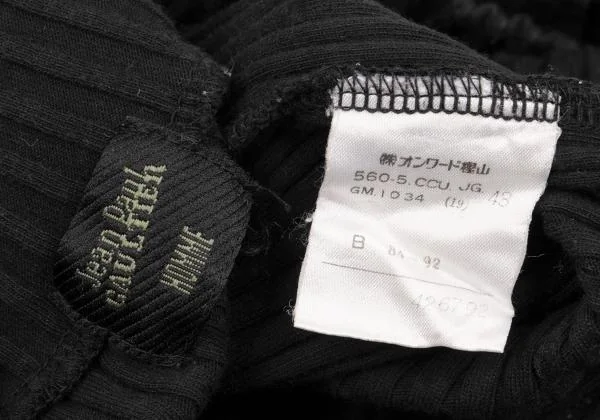 Jean Paul
GAULTIER
HOMME
㈱オンワード樫山
560-5. CCU. JG 48
GM. 1034 (19)
B 84 92
426792